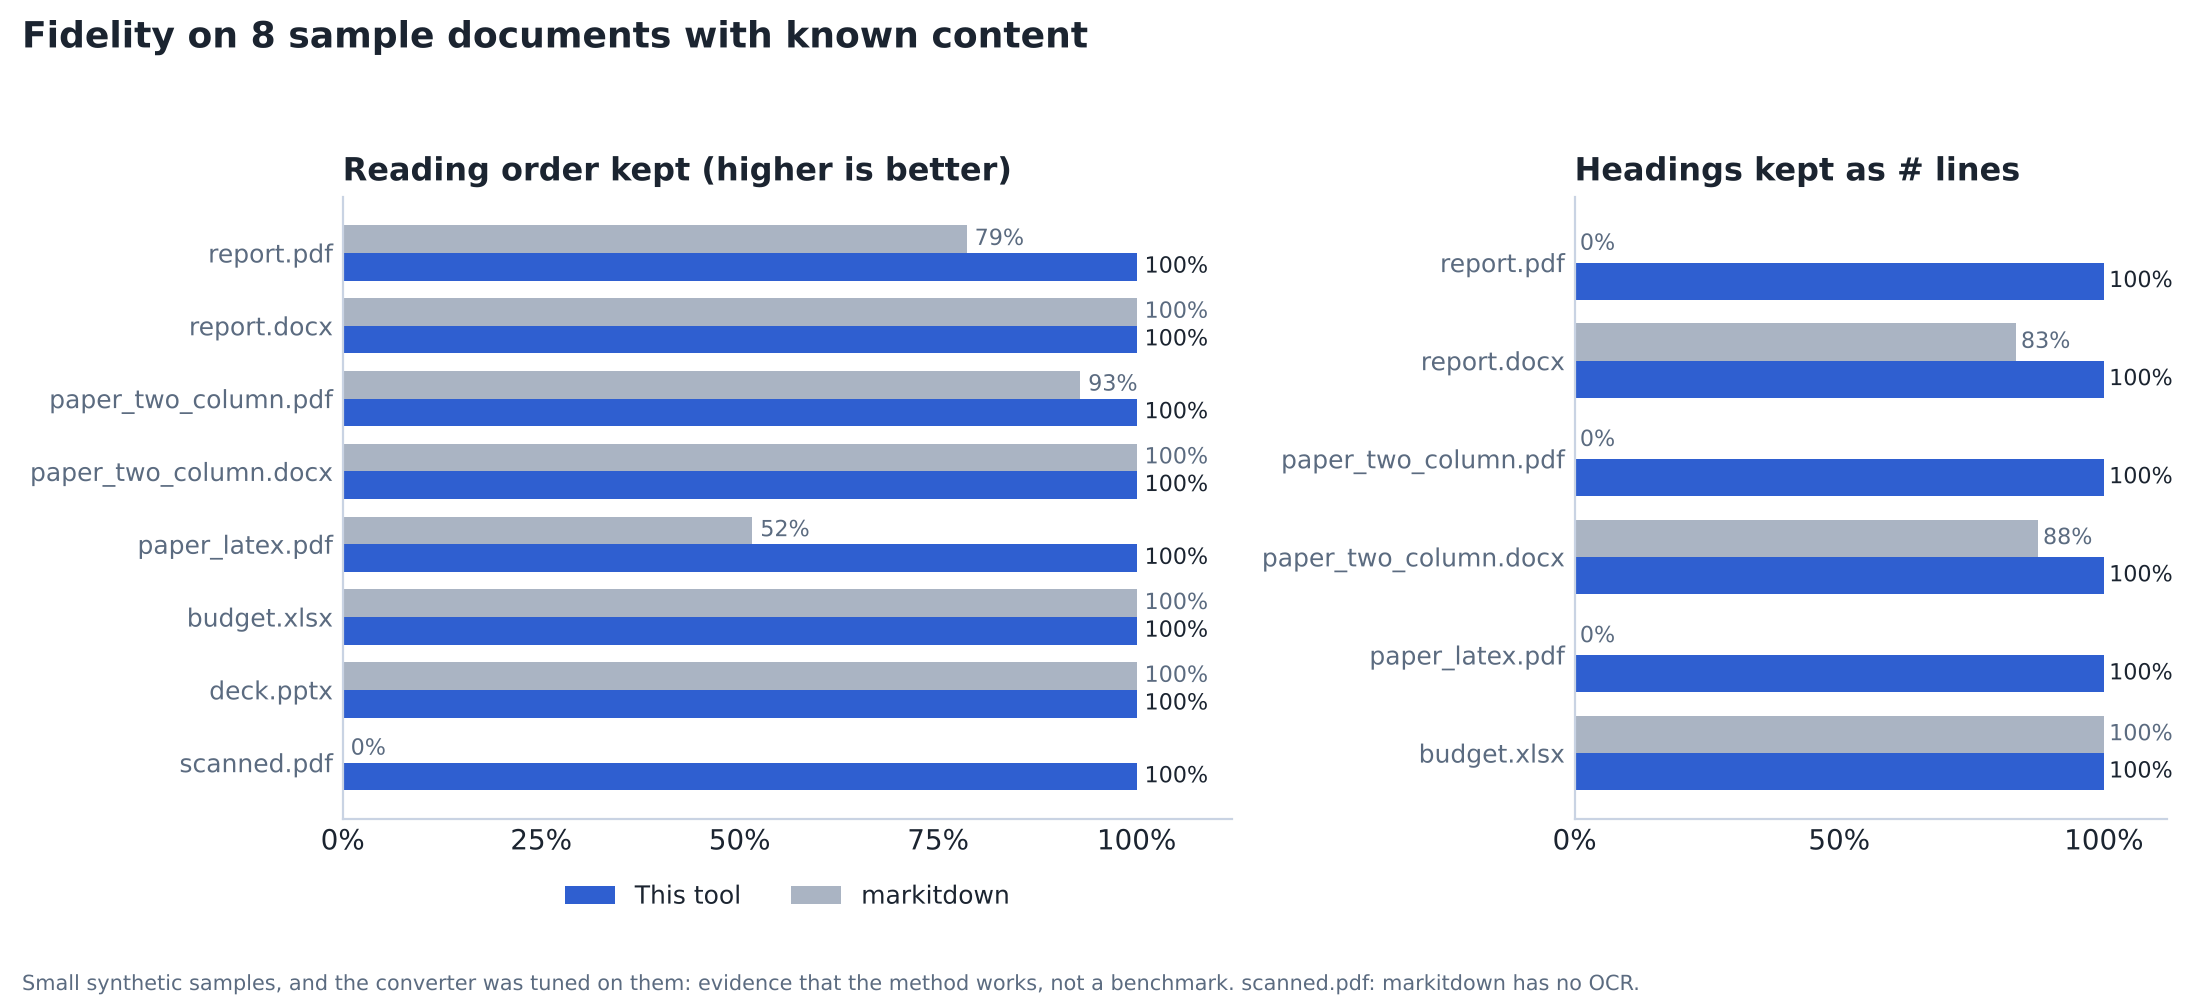 Fidelity on 8 sample documents with known content
Reading order kept (higher is better)
report.pdf
79%
100%
report.docx
100%
100%
paper_two_column.pdf
93%
100%
paper_two_column.docx
100%
100%
paper_latex.pdf
52%
100%
budget.xlsx
100%
100%
deck.pptx
100%
100%
scanned.pdf
0%
100%
0% 25% 50% 75% 100%
This tool markitdown
Headings kept as # lines
report.pdf
0%
100%
report.docx
83%
100%
paper_two_column.pdf
0%
100%
paper_two_column.docx
88%
100%
paper_latex.pdf
0%
100%
budget.xlsx
100%
100%
0% 50% 100%
Small synthetic samples, and the converter was tuned on them: evidence that the method works, not a benchmark. scanned.pdf: markitdown has no OCR.